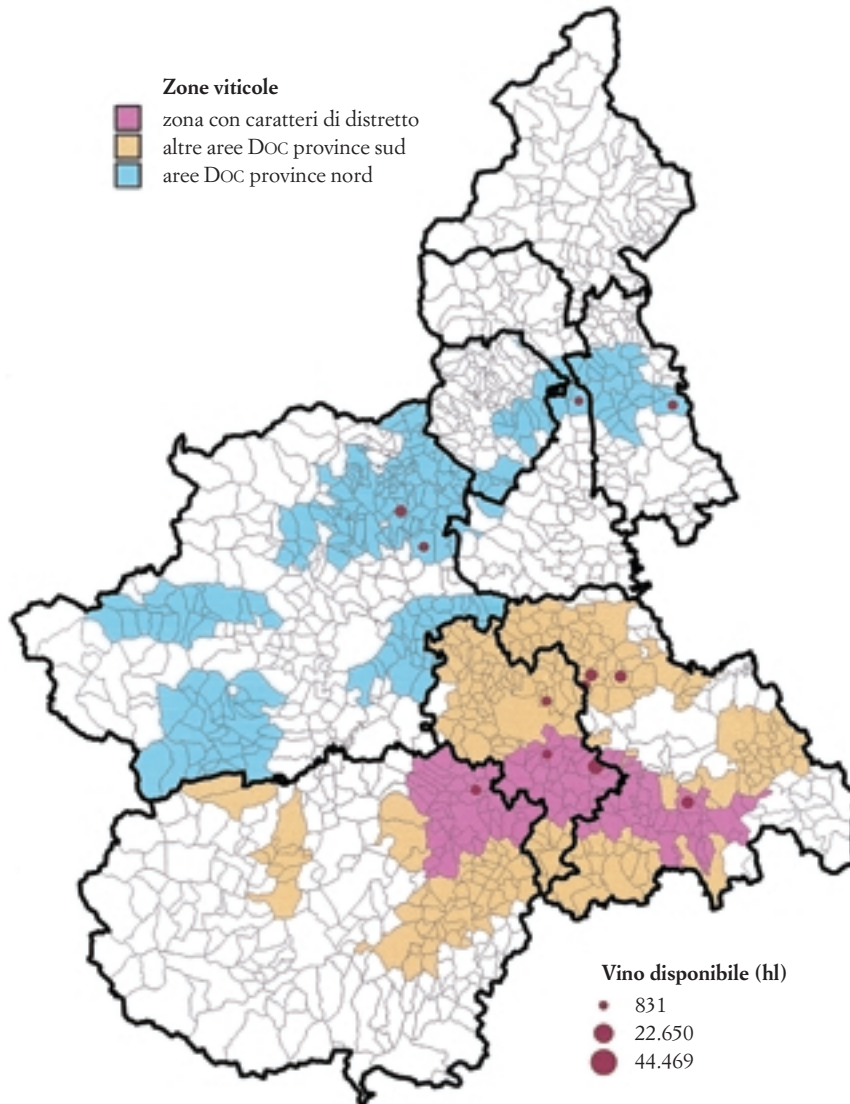 Zone viticole
zona con caratteri di distretto
altre aree DOC province sud
aree DOC province nord
Vino disponibile (hl)
831
22.650
44.469